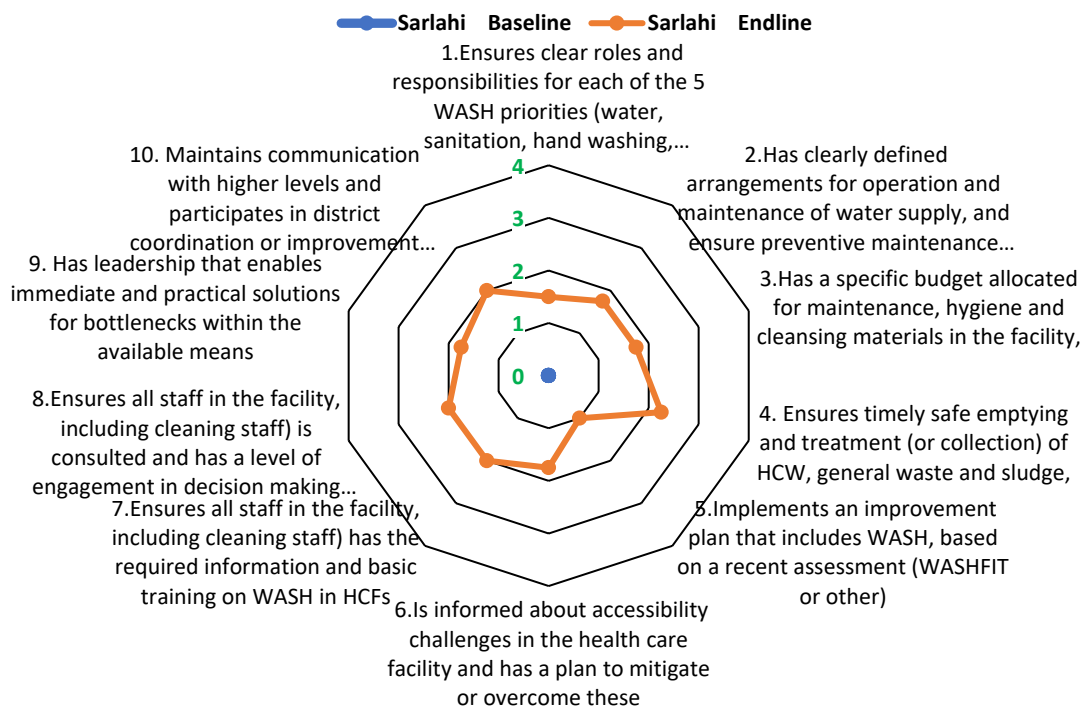 Sarlahi Baseline
Sarlahi Endline
1.Ensures clear roles and
responsibilities for each of the 5
WASH priorities (water,
sanitation, hand washing,…
2.Has clearly defined
arrangements for operation and
maintenance of water supply, and
ensure preventive maintenance…
3.Has a specific budget allocated
for maintenance, hygiene and
cleansing materials in the facility,
4. Ensures timely safe emptying
and treatment (or collection) of
HCW, general waste and sludge,
5.Implements an improvement
plan that includes WASH, based
on a recent assessment (WASHFIT
or other)
6.Is informed about accessibility
challenges in the health care
facility and has a plan to mitigate
or overcome these
7.Ensures all staff in the facility,
including cleaning staff) has the
required information and basic
training on WASH in HCFs
8.Ensures all staff in the facility,
including cleaning staff) is
consulted and has a level of
engagement in decision making…
9. Has leadership that enables
immediate and practical solutions
for bottlenecks within the
available means
10. Maintains communication
with higher levels and
participates in district
coordination or improvement…
4
3
2
1
0